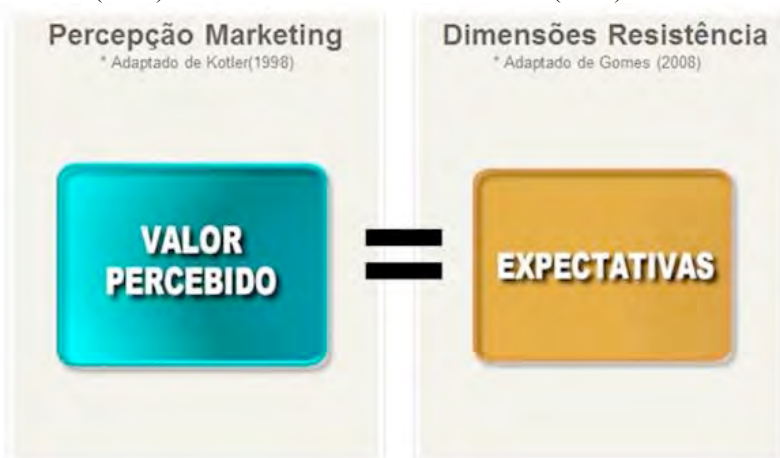 Percepção Marketing
* Adaptado de Kotler(1998)
VALOR
PERCEBIDO
=
Dimensões Resistência
* Adaptado de Gomes (2008)
EXPECTATIVAS